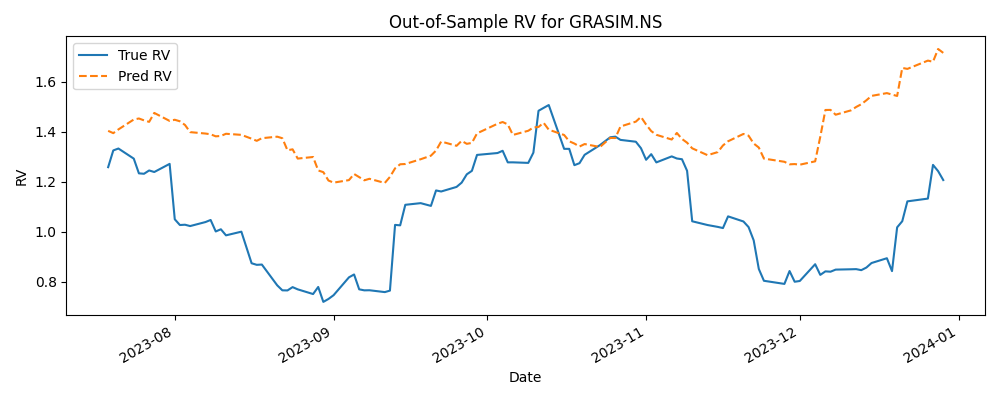 Out-of-Sample RV for GRASIM.NS
True RV
Pred RV
RV
1.6
1.4
1.2
1.0
0.8
2023-08
2023-09
2023-10
2023-11
2023-12
2024-01
Date